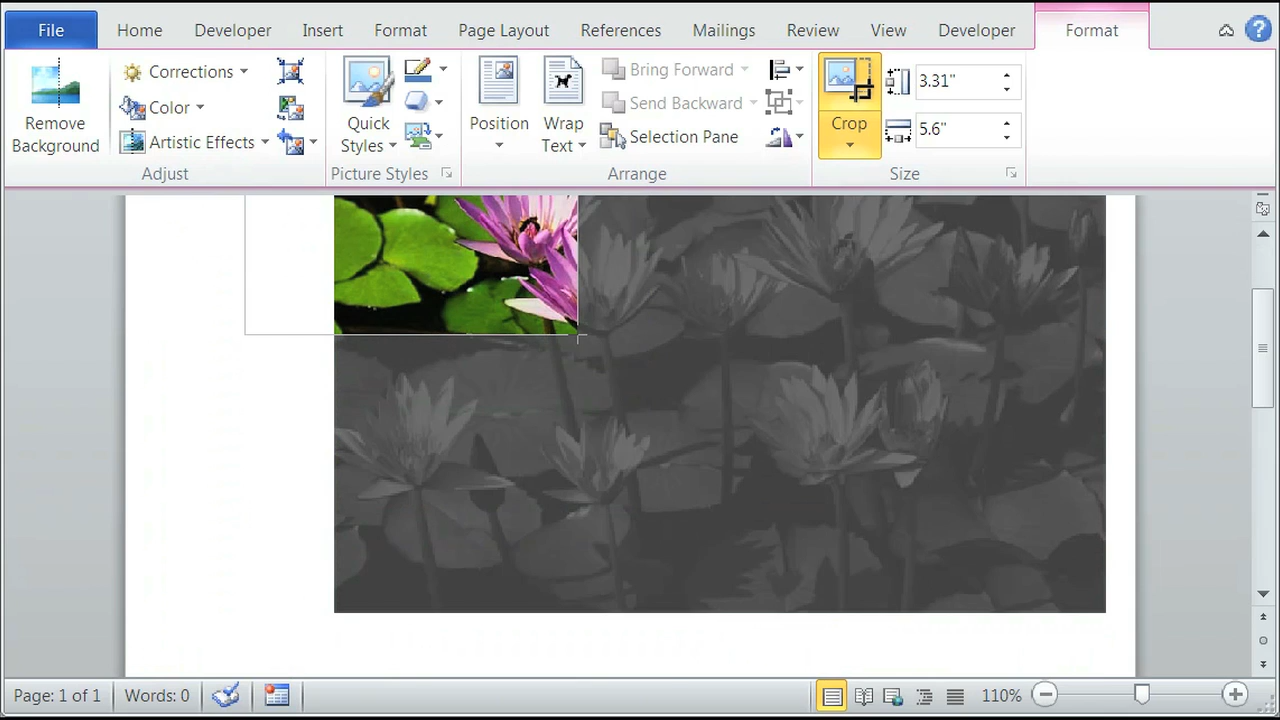 File Home Developer Insert Format Page Layout References Mailings Review View Developer Format ?
Remove
Background
Corrections
Color
Artistic Effects
Adjust
Quick
Styles
Picture Styles
Position
Wrap
Text
Bring Forward
Send Backward
Selection Pane
Arrange
Crop
3.31"
5.6"
Size
Page: 1 of 1 Words: 0 110%